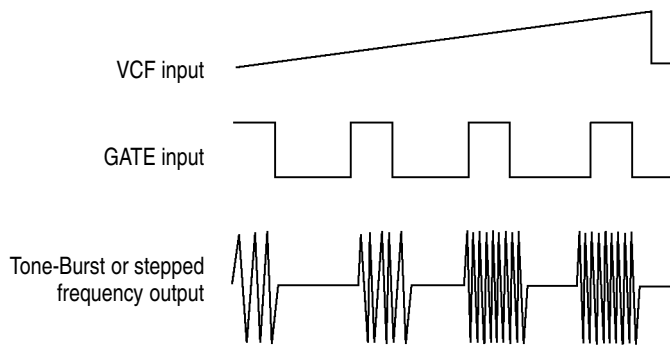 VCF input
GATE input
Tone-Burst or stepped
frequency output